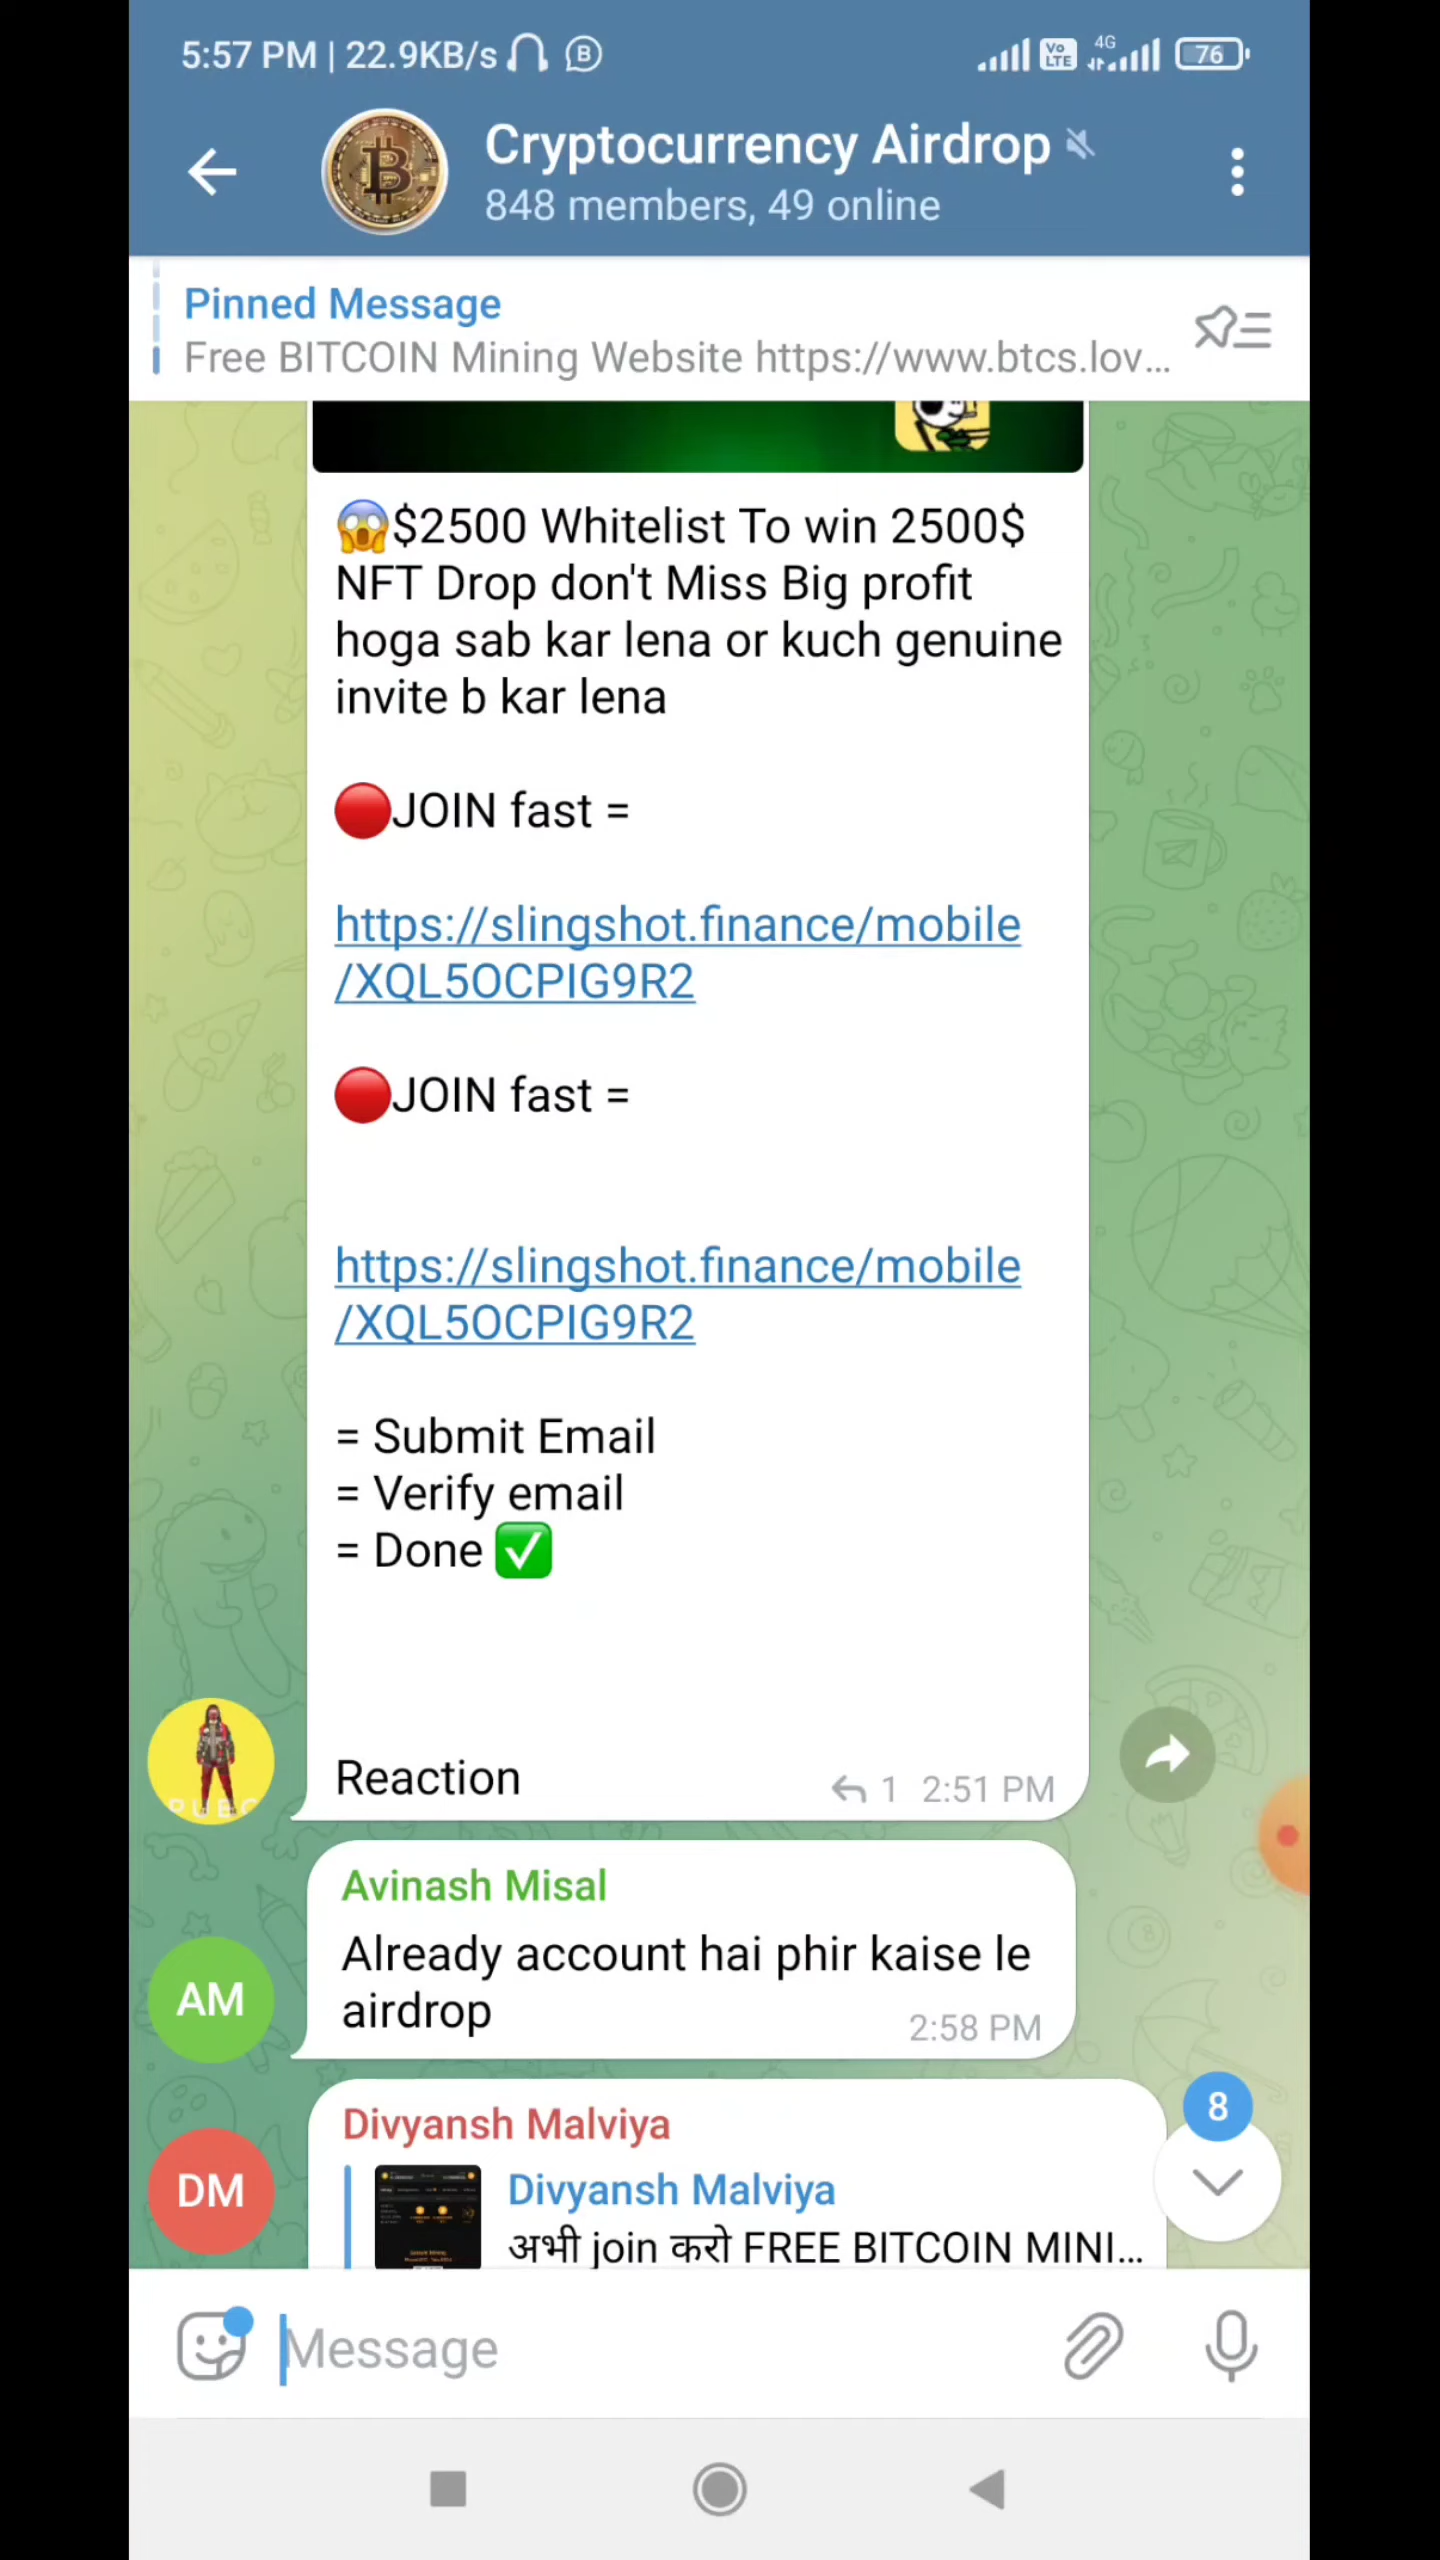 5:57 PM | 22.9KB/s
Vo LTE 4G 76
Cryptocurrency Airdrop
848 members, 49 online
Pinned Message
Free BITCOIN Mining Website https://www.btcs.lov...
😱$2500 Whitelist To win 2500$
NFT Drop don't Miss Big profit
hoga sab kar lena or kuch genuine
invite b kar lena
🔴JOIN fast =
https://slingshot.finance/mobile
/XQL5OCPIG9R2
🔴JOIN fast =
https://slingshot.finance/mobile
/XQL5OCPIG9R2
= Submit Email
= Verify email
= Done ✅
Reaction
1 2:51 PM
PUBG
Avinash Misal
Already account hai phir kaise le
airdrop
2:58 PM
AM
Divyansh Malviya
8
DM
Divyansh Malviya
अभी join करो FREE BITCOIN MINI...
Message